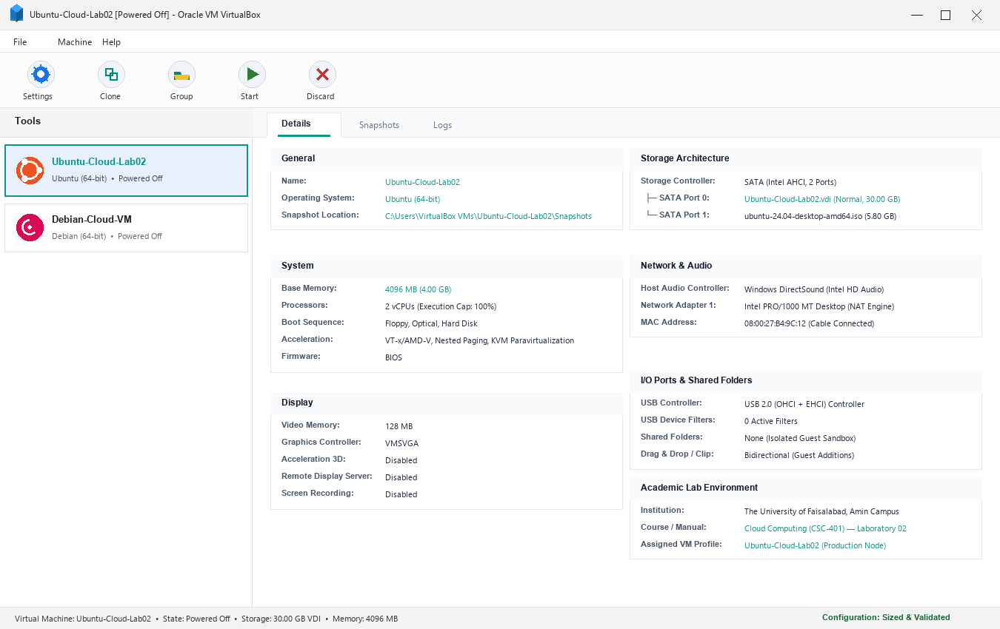 Ubuntu-Cloud-Lab02 [Powered Off] - Oracle VM VirtualBox
File Machine Help
Settings Clone Group Start Discard
Tools
Ubuntu-Cloud-Lab02
Ubuntu (64-bit) • Powered Off
Debian-Cloud-VM
Debian (64-bit) • Powered Off
Details Snapshots Logs
General
Name: Ubuntu-Cloud-Lab02
Operating System: Ubuntu (64-bit)
Snapshot Location: C:\Users\VirtualBox VMs\Ubuntu-Cloud-Lab02\Snapshots
System
Base Memory: 4096 MB (4.00 GB)
Processors: 2 vCPUs (Execution Cap: 100%)
Boot Sequence: Floppy, Optical, Hard Disk
Acceleration: VT-x/AMD-V, Nested Paging, KVM Paravirtualization
Firmware: BIOS
Display
Video Memory: 128 MB
Graphics Controller: VMSVGA
Acceleration 3D: Disabled
Remote Display Server: Disabled
Screen Recording: Disabled
Storage Architecture
Storage Controller: SATA (Intel AHCI, 2 Ports)
├─ SATA Port 0: Ubuntu-Cloud-Lab02.vdi (Normal, 30.00 GB)
└─ SATA Port 1: ubuntu-24.04-desktop-amd64.iso (5.80 GB)
Network & Audio
Host Audio Controller: Windows DirectSound (Intel HD Audio)
Network Adapter 1: Intel PRO/1000 MT Desktop (NAT Engine)
MAC Address: 08:00:27:B4:9C:12 (Cable Connected)
I/O Ports & Shared Folders
USB Controller: USB 2.0 (OHCI + EHCI) Controller
USB Device Filters: 0 Active Filters
Shared Folders: None (Isolated Guest Sandbox)
Drag & Drop / Clip: Bidirectional (Guest Additions)
Academic Lab Environment
Institution: The University of Faisalabad, Amin Campus
Course / Manual: Cloud Computing (CSC-401) — Laboratory 02
Assigned VM Profile: Ubuntu-Cloud-Lab02 (Production Node)
Virtual Machine: Ubuntu-Cloud-Lab02 • State: Powered Off • Storage: 30.00 GB VDI • Memory: 4096 MB
Configuration: Sized & Validated